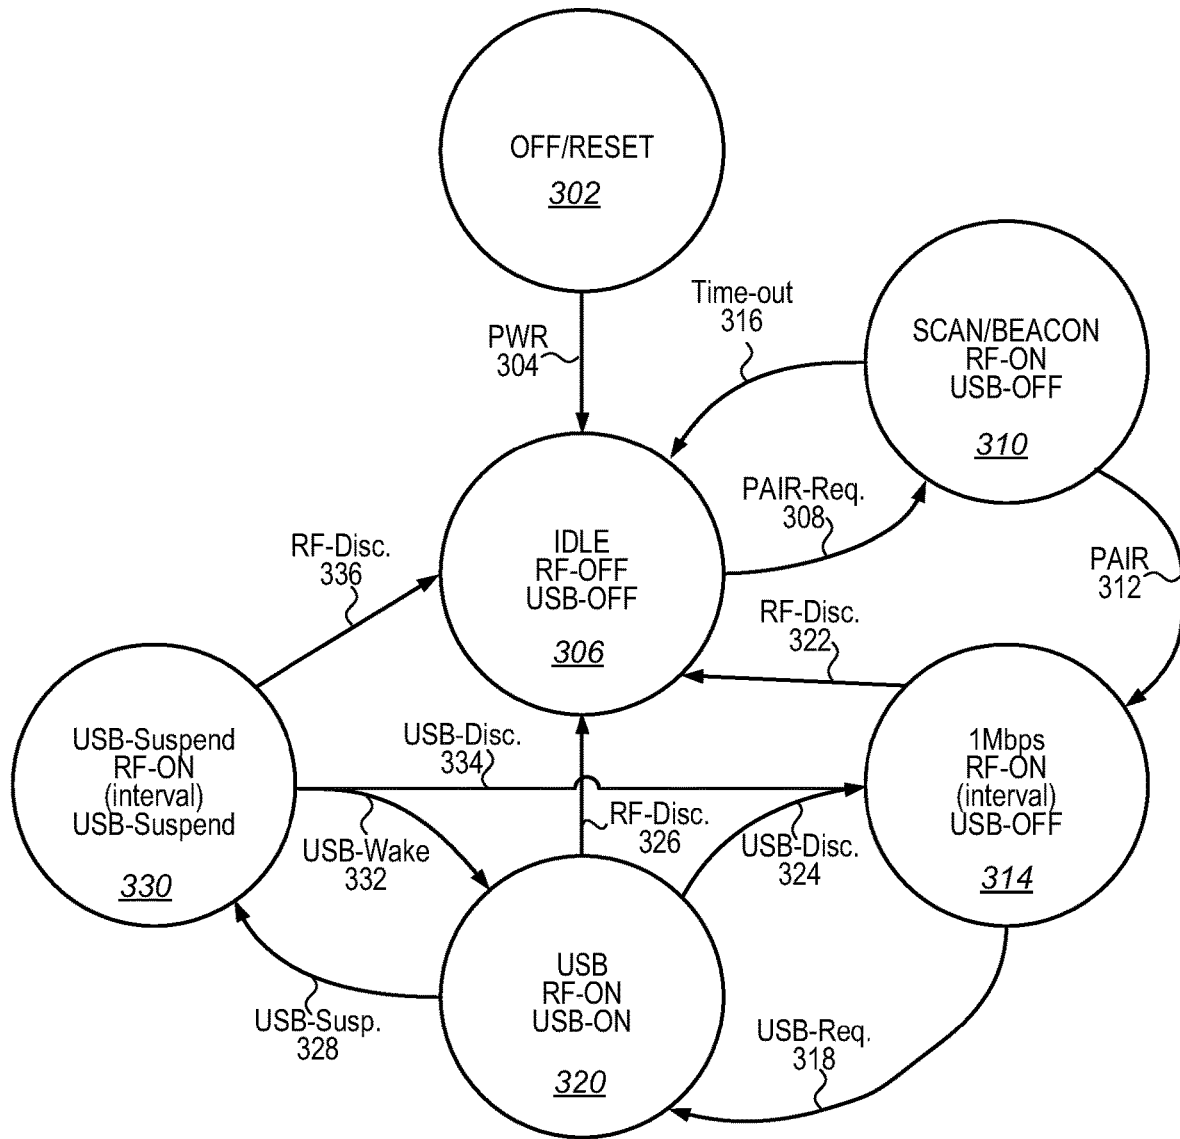 OFF/RESET
302
PWR
304
Time-out
316
SCAN/BEACON
RF-ON
USB-OFF
310
PAIR-Req.
308
PAIR
312
IDLE
RF-OFF
USB-OFF
306
RF-Disc.
336
RF-Disc.
322
USB-Suspend
RF-ON
(interval)
USB-Suspend
330
USB-Disc.
334
1Mbps
RF-ON
(interval)
USB-OFF
314
USB-Wake
332
RF-Disc.
326
USB-Disc.
324
USB
RF-ON
USB-ON
320
USB-Susp.
328
USB-Req.
318